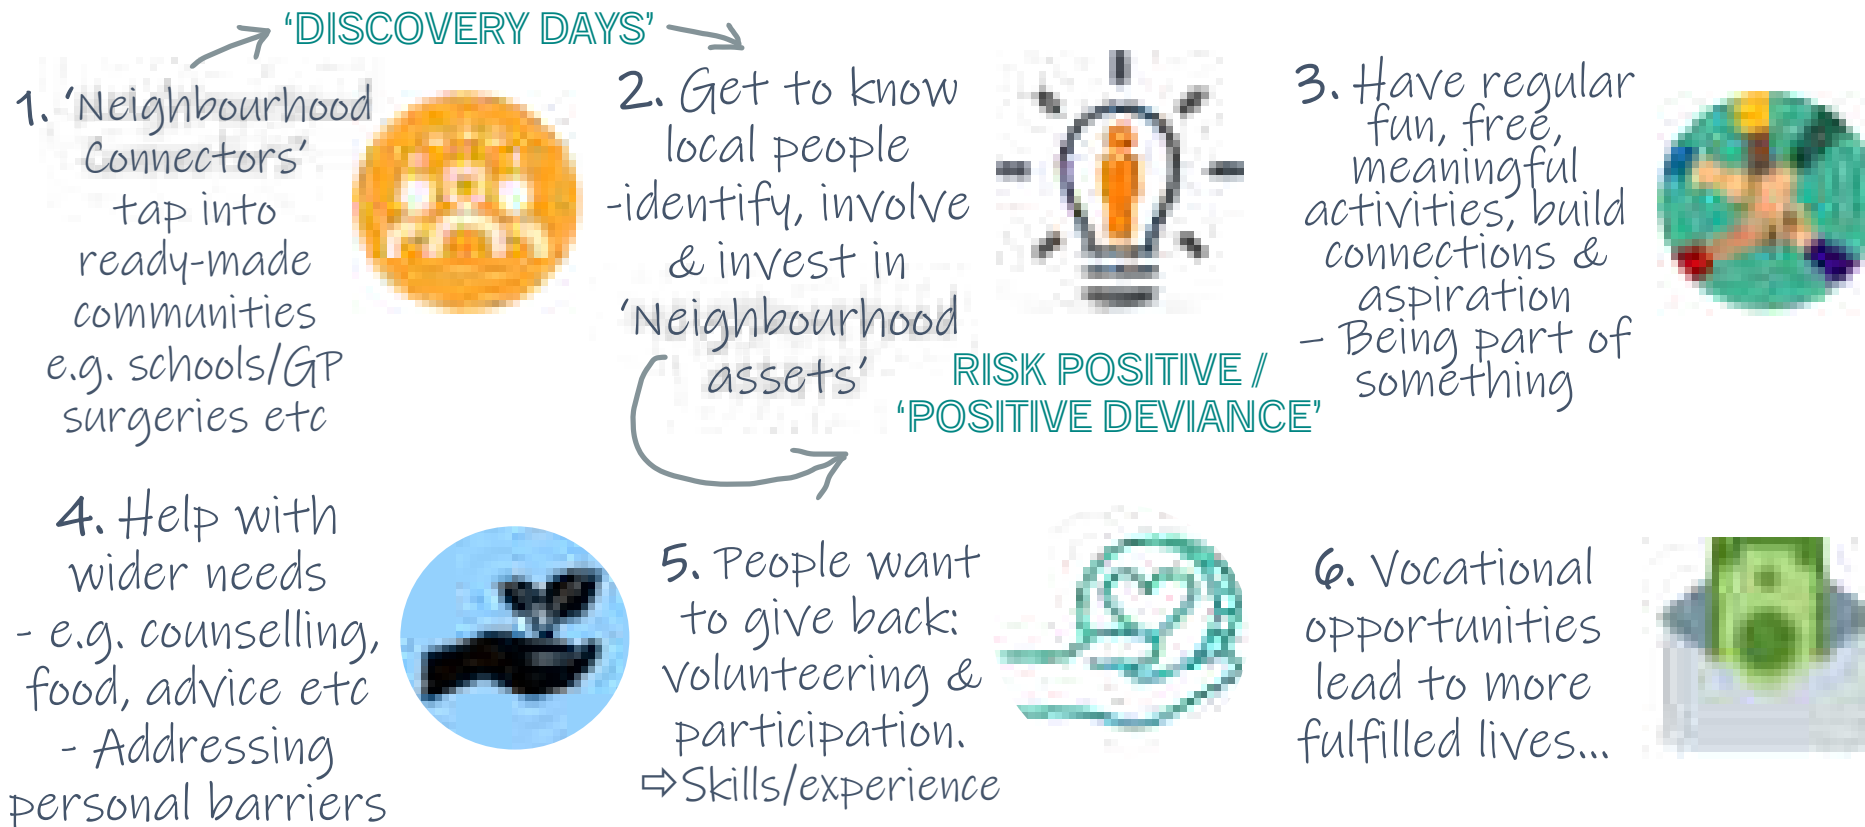 'DISCOVERY DAYS'
1. 'Neighbourhood
Connectors'
tap into
ready-made
communities
e.g. schools/GP
surgeries etc
2. Get to know
local people
-identify, involve
& invest in
'Neighbourhood
assets'
RISK POSITIVE /
'POSITIVE DEVIANCE'
3. Have regular
fun, free,
meaningful
activities, build
connections &
aspiration
- Being part of
something
4. Help with
wider needs
- e.g. counselling,
food, advice etc
- Addressing
personal barriers
5. People want
to give back:
volunteering &
participation.
⇨Skills/experience
6. Vocational
opportunities
lead to more
fulfilled lives...